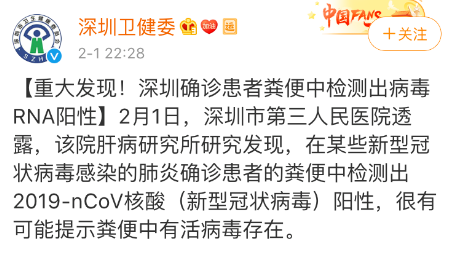 深圳卫健委
中国FANS
+关注
2-1 22:28
【重大发现！深圳确诊患者粪便中检测出病毒
RNA阳性】2月1日，深圳市第三人民医院透
露，该院肝病研究所研究发现，在某些新型冠
状病毒感染的肺炎确诊患者的粪便中检测出
2019-nCoV核酸（新型冠状病毒）阳性，很有
可能提示粪便中有活病毒存在。